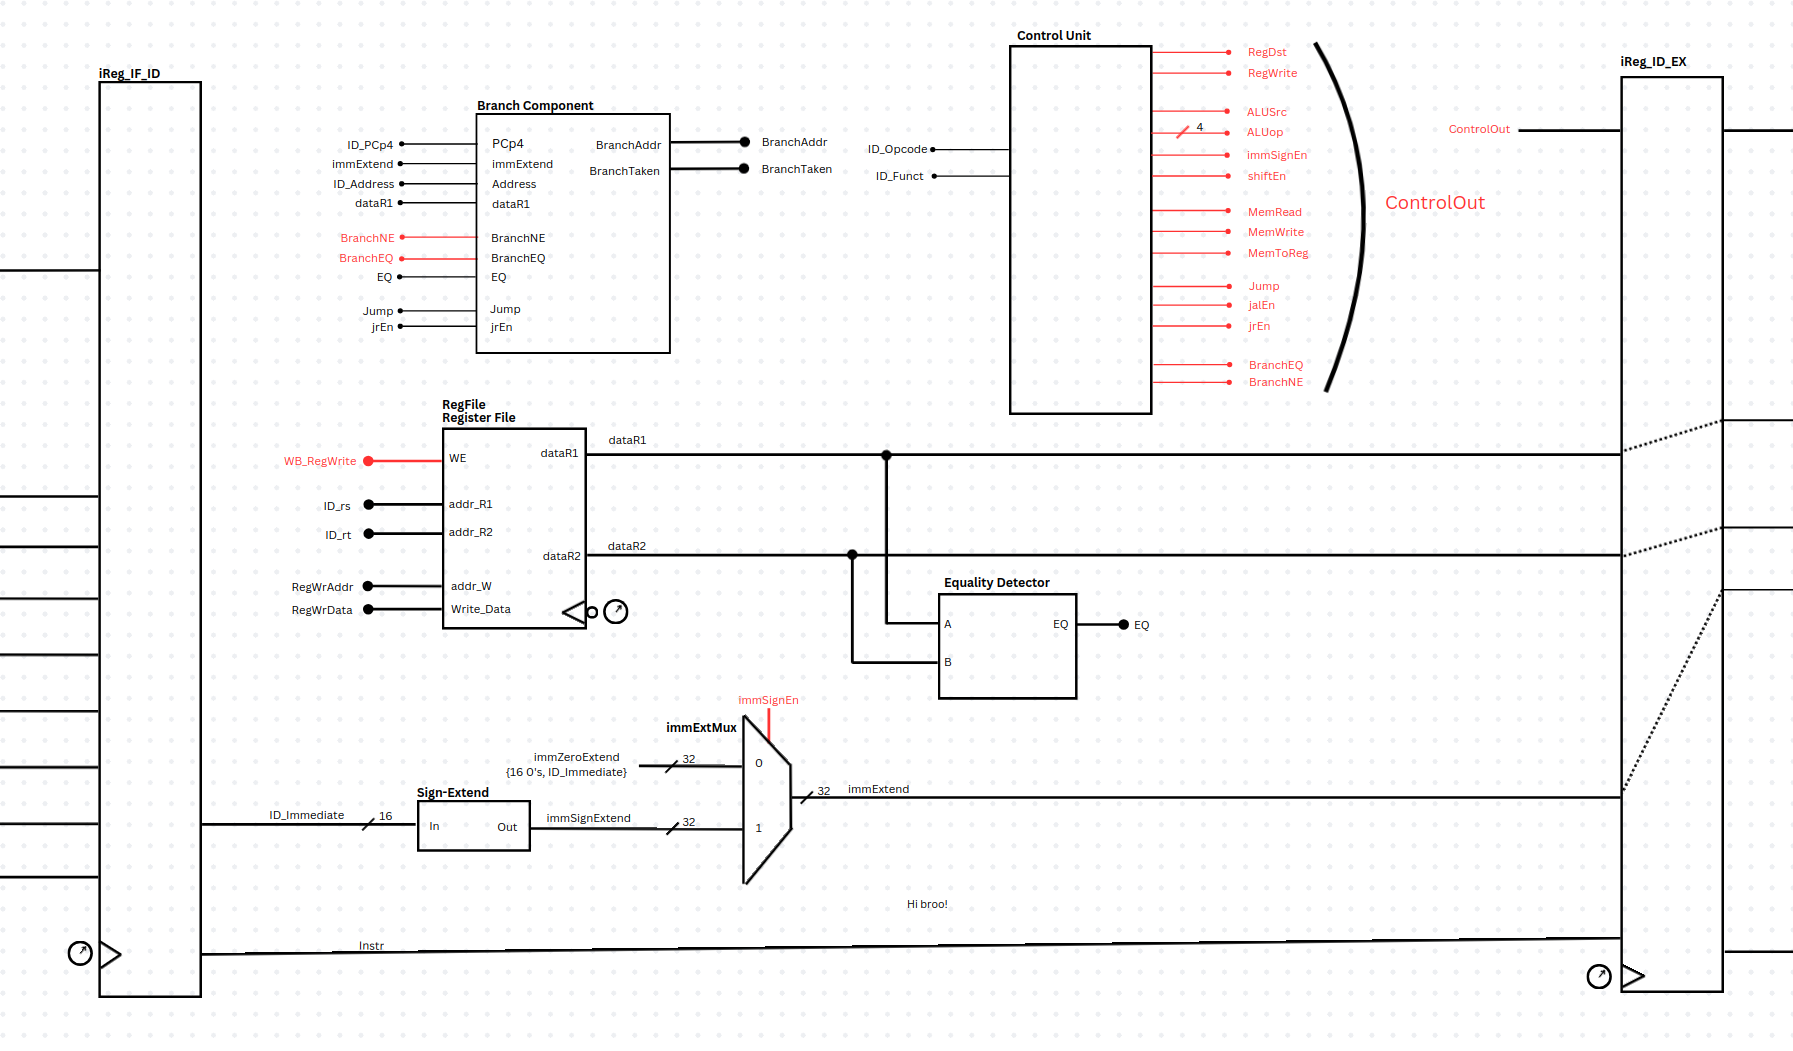 iReg_IF_ID
Branch Component
ID_PCp4
immExtend
ID_Address
dataR1
BranchNE
BranchEQ
EQ
Jump
jrEn
PCp4
immExtend
Address
dataR1
BranchNE
BranchEQ
EQ
Jump
jrEn
BranchAddr
BranchTaken
BranchAddr
BranchTaken
Control Unit
ID_Opcode
ID_Funct
RegDst
RegWrite
ALUSrc
4
ALUop
immSignEn
shiftEn
MemRead
MemWrite
MemToReg
Jump
jalEn
jrEn
BranchEQ
BranchNE
ControlOut
iReg_ID_EX
ControlOut
RegFile
Register File
WB_RegWrite
ID_rs
ID_rt
RegWrAddr
RegWrData
WE
addr_R1
addr_R2
addr_W
Write_Data
dataR1
dataR2
dataR1
dataR2
Equality Detector
A
B
EQ
EQ
immSignEn
immExtMux
immZeroExtend
{16 0's, ID_Immediate}
32
0
1
32
immExtend
Sign-Extend
ID_Immediate
16
In
Out
immSignExtend
32
Hi broo!
Instr